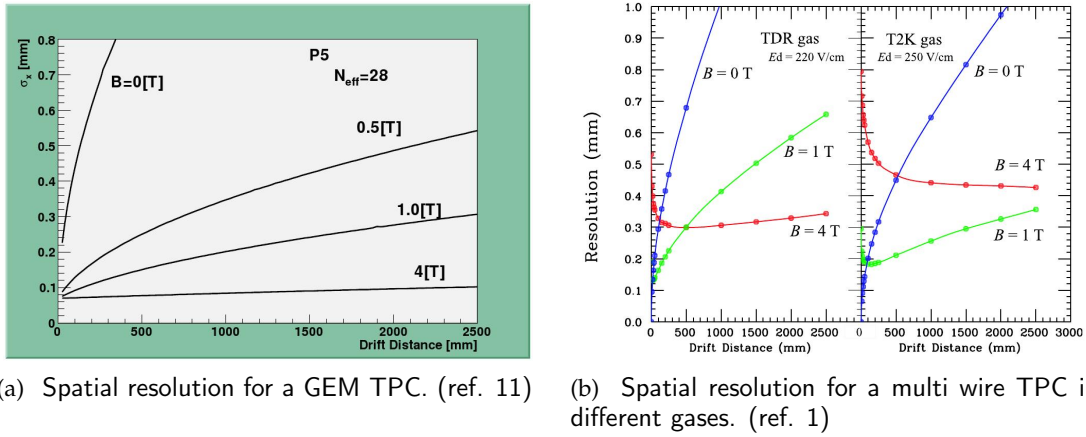 σx [mm]
0.8
0.7
0.6
0.5
0.4
0.3
0.2
0.1
0
P5
Neff=28
B=0[T]
0.5[T]
1.0[T]
4[T]
0
500
1000
1500
2000
2500
Drift Distance [mm]
(a) Spatial resolution for a GEM TPC. (ref. 11)
Resolution (mm)
1.0
0.9
0.8
0.7
0.6
0.5
0.4
0.3
0.2
0.1
0.0
TDR gas
Ed = 220 V/cm
B = 0 T
B = 1 T
B = 4 T
0
500
1000
1500
2000
2500
Drift Distance (mm)
T2K gas
Ed = 250 V/cm
B = 0 T
B = 4 T
B = 1 T
0
500
1000
1500
2000
2500
3000
Drift Distance (mm)
(b) Spatial resolution for a multi wire TPC i
different gases. (ref. 1)